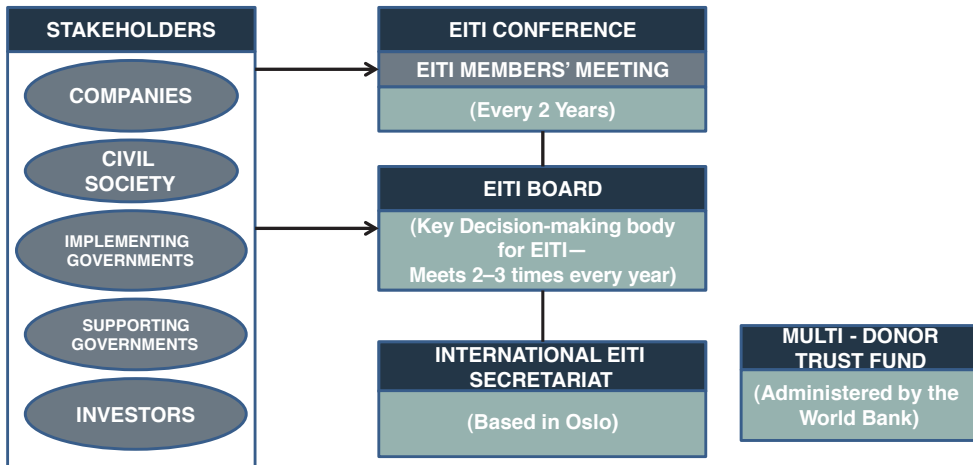 STAKEHOLDERS
COMPANIES
CIVIL
SOCIETY
IMPLEMENTING
GOVERNMENTS
SUPPORTING
GOVERNMENTS
INVESTORS
EITI CONFERENCE
EITI MEMBERS’ MEETING
(Every 2 Years)
EITI BOARD
(Key Decision-making body
for EITI—
Meets 2–3 times every year)
INTERNATIONAL EITI
SECRETARIAT
(Based in Oslo)
MULTI - DONOR
TRUST FUND
(Administered by the
World Bank)